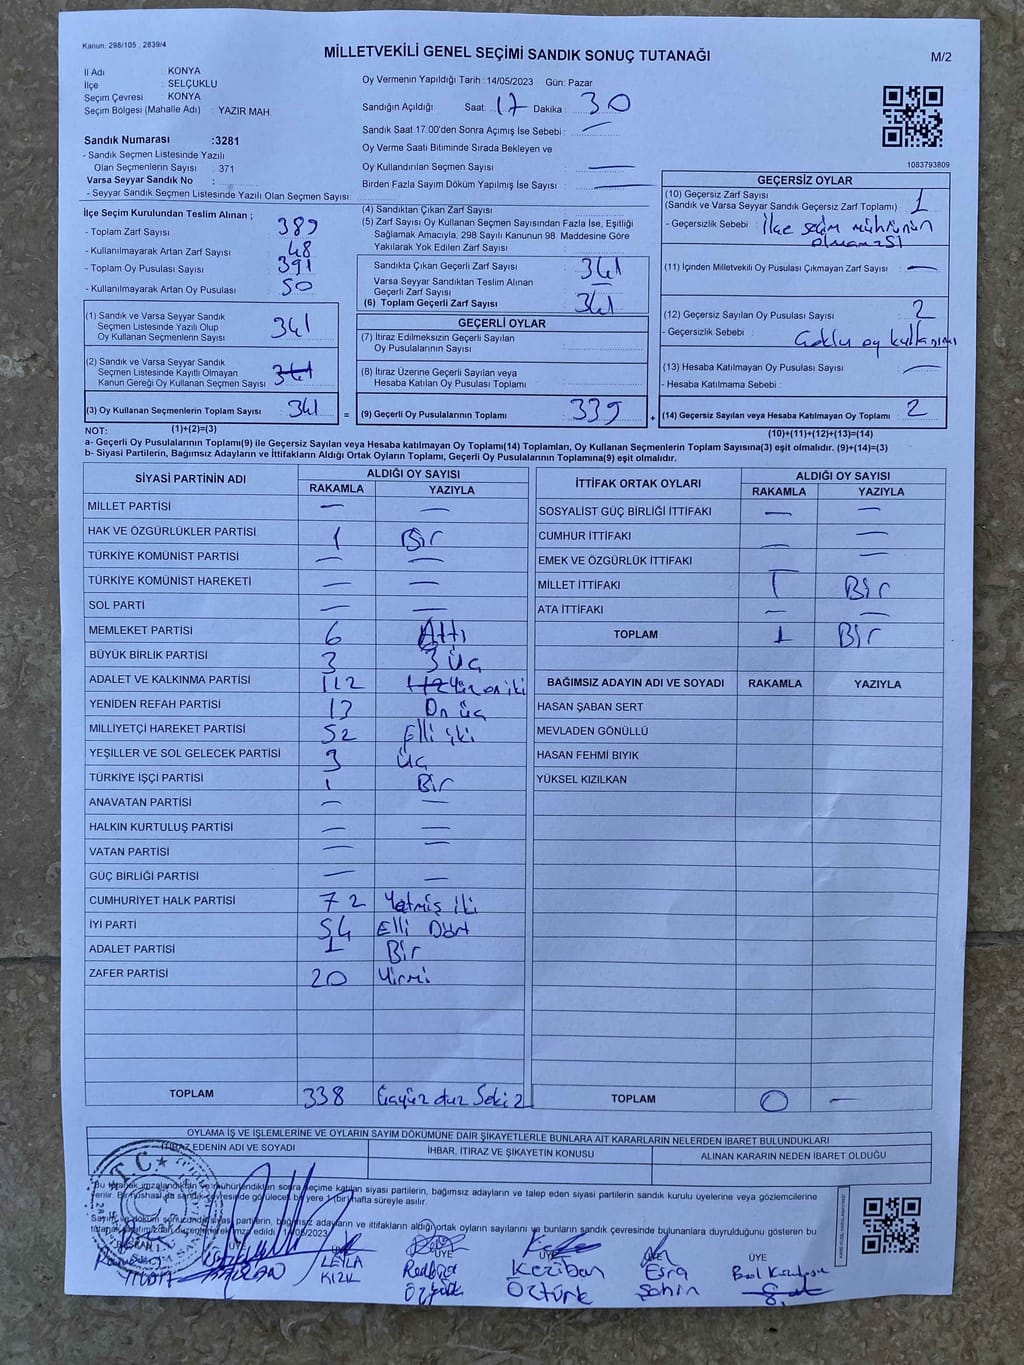 Kanun: 298/105 . 2839/4
MİLLETVEKİLİ GENEL SEÇİMİ SANDIK SONUÇ TUTANAĞI
M/2
İl Adı : KONYA
İlçe : SELÇUKLU
Seçim Çevresi : KONYA
Seçim Bölgesi (Mahalle Adı) : YAZIR MAH
Sandık Numarası :3281
- Sandık Seçmen Listesinde Yazılı
Olan Seçmenlerin Sayısı : 371
Varsa Seyyar Sandık No :
- Seyyar Sandık Seçmen Listesinde Yazılı Olan Seçmen Sayısı:
Oy Vermenin Yapıldığı Tarih :14/05/2023 Gün: Pazar
Sandığın Açıldığı Saat: 17 Dakika : 30
Sandık Saat 17.00'den Sonra Açımış İse Sebebi : —
Oy Verme Saati Bitiminde Sırada Bekleyen ve
Oy Kullandırılan Seçmen Sayısı : —
Birden Fazla Sayım Döküm Yapılmış İse Sayısı : —
1083793809
İlçe Seçim Kurulundan Teslim Alınan ;
- Toplam Zarf Sayısı : 389
- Kullanılmayarak Artan Zarf Sayısı : 48
- Toplam Oy Pusulası Sayısı : 391
- Kullanılmayarak Artan Oy Pusulası : 50
(1) Sandık ve Varsa Seyyar Sandık
Seçmen Listesinde Yazılı Olup
Oy Kullanan Seçmenlerin Sayısı : 341
(2) Sandık ve Varsa Seyyar Sandık
Seçmen Listesinde Kayıtlı Olmayan
Kanun Gereği Oy Kullanan Seçmen Sayısı : 341
(3) Oy Kullanan Seçmenlerin Toplam Sayısı : 341
(1)+(2)=(3)
(4) Sandıktan Çıkan Zarf Sayısı :
(5) Zarf Sayısı Oy Kullanan Seçmen Sayısından Fazla İse, Eşitliği
Sağlamak Amacıyla, 298 Sayılı Kanunun 98. Maddesine Göre
Yakılarak Yok Edilen Zarf Sayısı :
Sandıkta Çıkan Geçerli Zarf Sayısı : 341
Varsa Seyyar Sandıktan Teslim Alınan
Geçerli Zarf Sayısı :
(6) Toplam Geçerli Zarf Sayısı : 341
GEÇERLİ OYLAR
(7) İtiraz Edilmeksizin Geçerli Sayılan
Oy Pusulalarının Sayısı :
(8) İtiraz Üzerine Geçerli Sayılan veya
Hesaba Katılan Oy Pusulası Toplamı :
= (9) Geçerli Oy Pusulalarının Toplamı : 339 +
GEÇERSİZ OYLAR
(10) Geçersiz Zarf Sayısı
(Sandık ve Varsa Seyyar Sandık Geçersiz Zarf Toplamı) : 1
- Geçersizlik Sebebi : İlçe seçim mührünün
olmaması
(11) İçinden Milletvekili Oy Pusulası Çıkmayan Zarf Sayısı : —
(12) Geçersiz Sayılan Oy Pusulası Sayısı : 2
- Geçersizlik Sebebi : Çoklu oy kullanımı
(13) Hesaba Katılmayan Oy Pusulası Sayısı : —
- Hesaba Katılmama Sebebi :
(14) Geçersiz Sayılan veya Hesaba Katılmayan Oy Toplamı : 2
(10)+(11)+(12)+(13)=(14)
NOT:
a- Geçerli Oy Pusulalarının Toplamı(9) ile Geçersiz Sayılan veya Hesaba katılmayan Oy Toplamı(14) Toplamları, Oy Kullanan Seçmenlerin Toplam Sayısına(3) eşit olmalıdır. (9)+(14)=(3)
b- Siyasi Partilerin, Bağımsız Adayların ve İttifakların Aldığı Ortak Oyların Toplamı, Geçerli Oy Pusulalarının Toplamına(9) eşit olmalıdır.
SİYASİ PARTİNİN ADI ALDIĞI OY SAYISI
RAKAMLA YAZIYLA
MİLLET PARTİSİ — —
HAK VE ÖZGÜRLÜKLER PARTİSİ 1 Bir
TÜRKİYE KOMÜNİST PARTİSİ — —
TÜRKİYE KOMÜNİST HAREKETİ — —
SOL PARTİ — —
MEMLEKET PARTİSİ 6 Altı
BÜYÜK BİRLİK PARTİSİ 3 3 Üç
ADALET VE KALKINMA PARTİSİ 112 112 Yüz on iki
YENİDEN REFAH PARTİSİ 13 On üç
MİLLİYETÇİ HAREKET PARTİSİ 52 Elli iki
YEŞİLLER VE SOL GELECEK PARTİSİ 3 Üç
TÜRKİYE İŞÇİ PARTİSİ 1 Bir
ANAVATAN PARTİSİ — —
HALKIN KURTULUŞ PARTİSİ — —
VATAN PARTİSİ — —
GÜÇ BİRLİĞİ PARTİSİ — —
CUMHURİYET HALK PARTİSİ 72 Yetmiş iki
İYİ PARTİ 54 Elli Dört
ADALET PARTİSİ 1 Bir
ZAFER PARTİSİ 20 Yirmi
TOPLAM 338 Üçyüz otuz Sekiz
İTTİFAK ORTAK OYLARI ALDIĞI OY SAYISI
RAKAMLA YAZIYLA
SOSYALİST GÜÇ BİRLİĞİ İTTİFAKI — —
CUMHUR İTTİFAKI — —
EMEK VE ÖZGÜRLÜK İTTİFAKI — —
MİLLET İTTİFAKI 1 Bir
ATA İTTİFAKI — —
TOPLAM 1 Bir
BAĞIMSIZ ADAYIN ADI VE SOYADI RAKAMLA YAZIYLA
HASAN ŞABAN SERT
MEVLADEN GÖNÜLLÜ
HASAN FEHMİ BIYIK
YÜKSEL KIZILKAN
TOPLAM 0 —
OYLAMA İŞ VE İŞLEMLERİNE VE OYLARIN SAYIM DÖKÜMÜNE DAİR ŞİKAYETLERLE BUNLARA AİT KARARLARIN NELERDEN İBARET BULUNDUKLARI
İTİRAZ EDENİN ADI VE SOYADI
İHBAR, İTİRAZ VE ŞİKAYETİN KONUSU
ALINAN KARARIN NEDEN İBARET OLDUĞU
Bu tutanak imzalandıktan ve mühürlendikten sonra seçime katılan siyasi partilerin, bağımsız adayların ve talep eden siyasi partilerin sandık kurulu üyelerine veya gözlemcilerine
verilir. Bir nüshası da sandık çevresinde görülecek bir yere 1 (bir) hafta süreyle asılır.
partilerin, bağımsız adayların ve ittifakların aldığı ortak oyların sayılarını ve bunların sandık çevresinde bulunanlara duyrulduğunu gösteren bu
edildi. 14/05/2023
T.C.
BAŞKAN ÜYE ÜYE ÜYE ÜYE
LEYLA
KIZIL
Öztürk
Keziban
Öztürk
Esra
Şahin